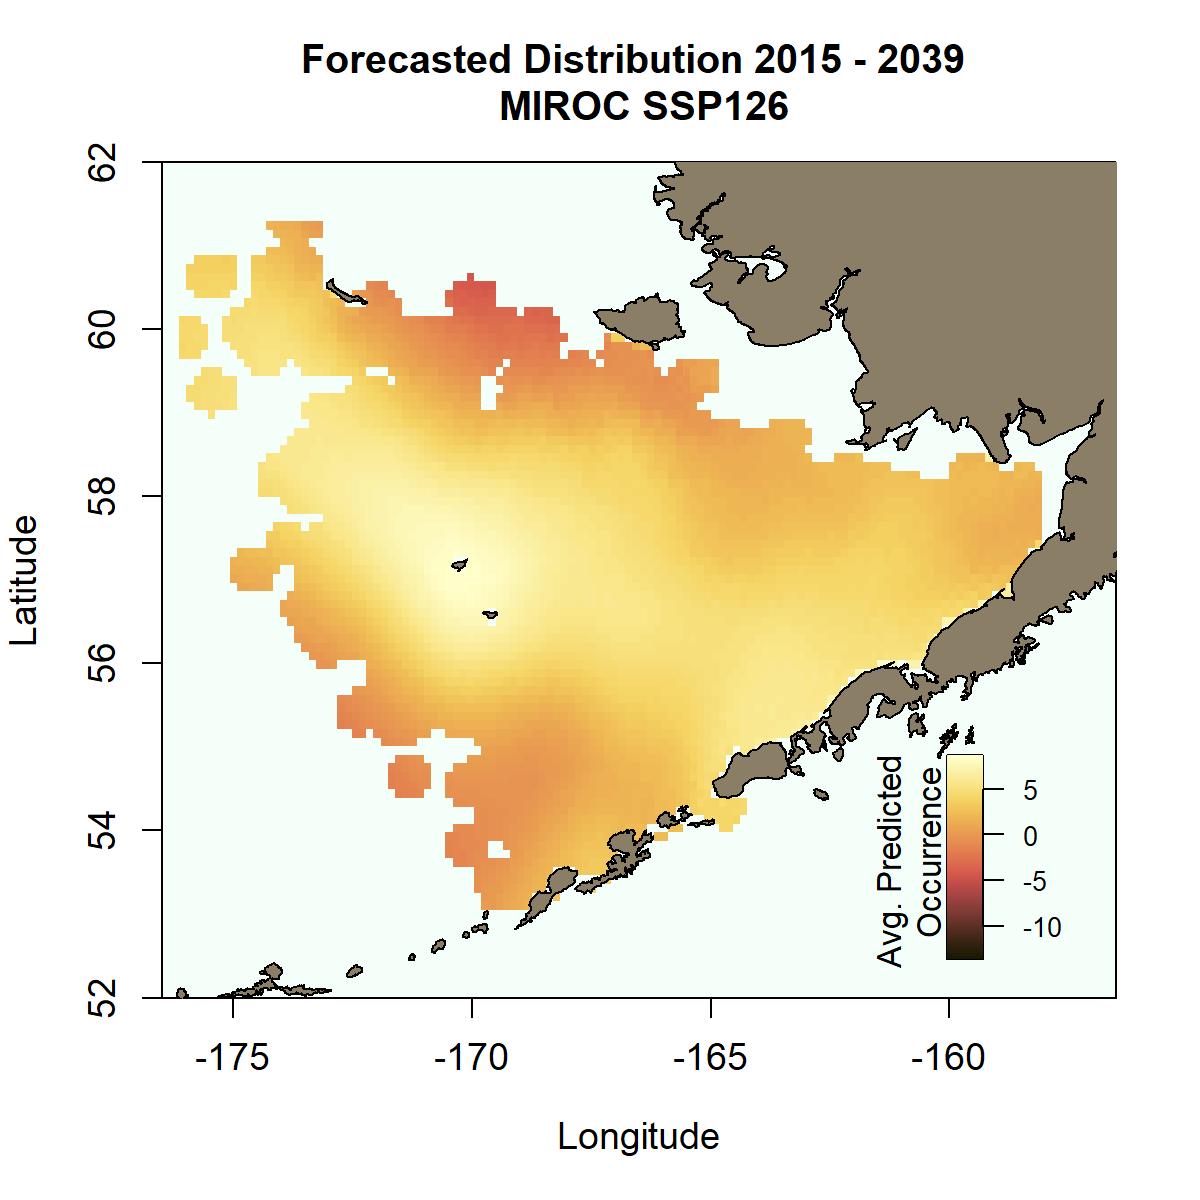 Forecasted Distribution 2015 - 2039
MIROC SSP126
62
60
58
56
54
52
Latitude
-175
-170
-165
-160
Longitude
Avg. Predicted
Occurrence
5
0
-5
-10